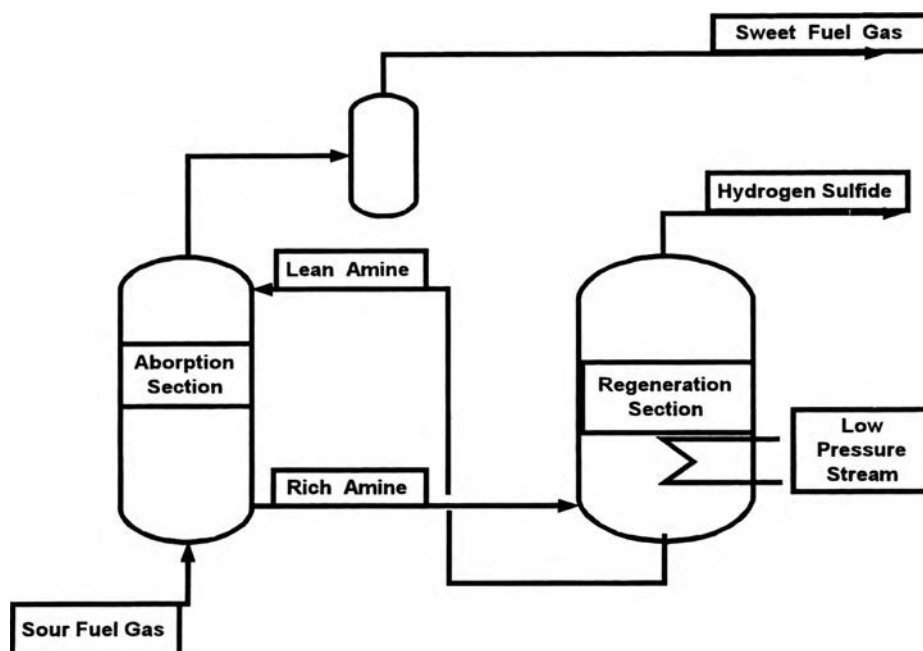 Sweet Fuel Gas
Hydrogen Sulfide
Lean Amine
Aborption
Section
Regeneration
Section
Low
Pressure
Stream
Rich Amine
Sour Fuel Gas